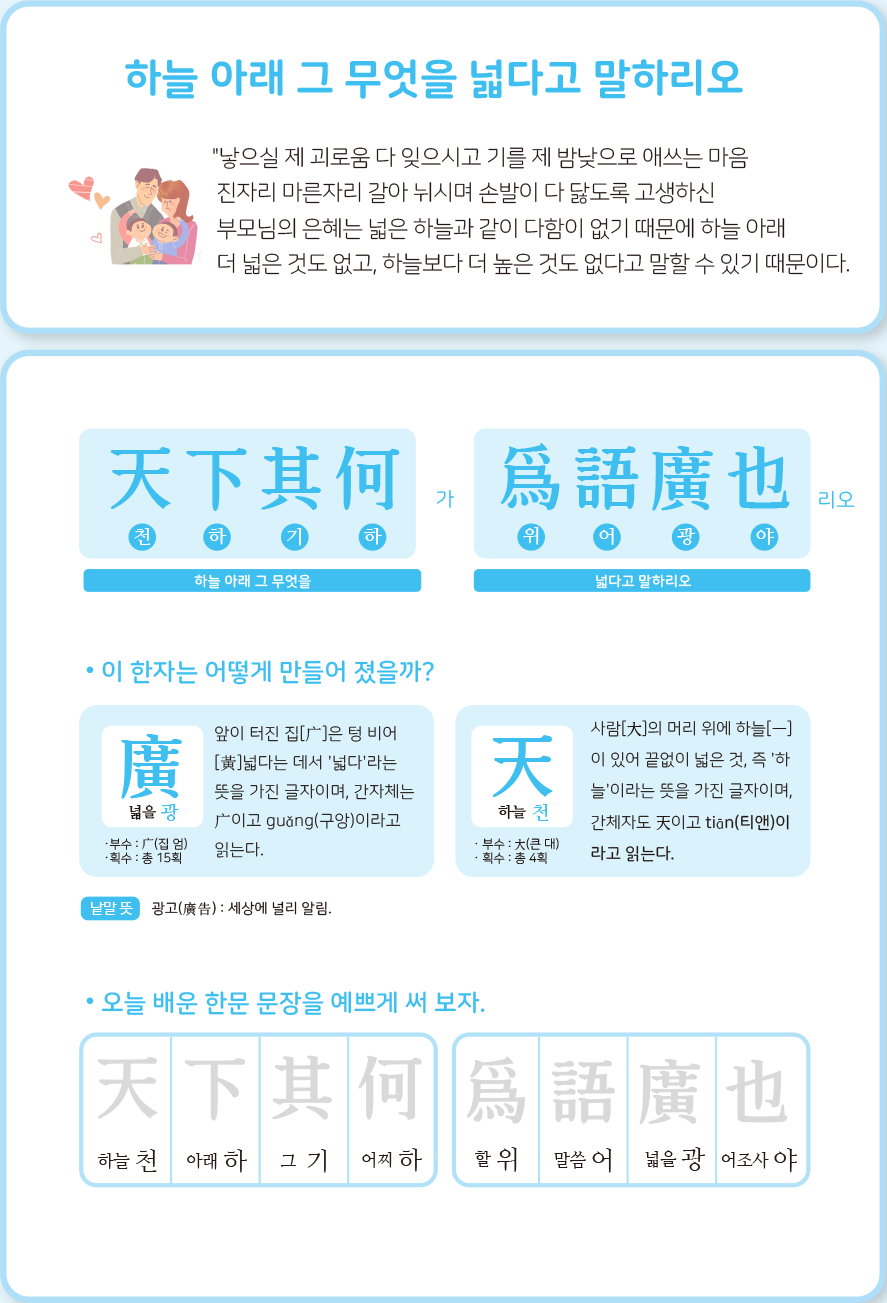 하늘 아래 그 무엇을 넓다고 말하리오
"낳으실 제 괴로움 다 잊으시고 기를 제 밤낮으로 애쓰는 마음
진자리 마른자리 갈아 뉘시며 손발이 다 닳도록 고생하신
부모님의 은혜는 넓은 하늘과 같이 다함이 없기 때문에 하늘 아래
더 넓은 것도 없고, 하늘보다 더 높은 것도 없다고 말할 수 있기 때문이다.
天下其何 가
천 하 기 하
하늘 아래 그 무엇을
爲語廣也 리오
위 어 광 야
넓다고 말하리오
• 이 한자는 어떻게 만들어 졌을까?
廣
넓을 광
·부수 : 广(집 엄)
·획수 : 총 15획
앞이 터진 집[广]은 텅 비어
[黃]넓다는 데서 '넓다'라는
뜻을 가진 글자이며, 간자체는
广이고 guǎng(구앙)이라고
읽는다.
天
하늘 천
· 부수 : 大(큰 대)
· 획수 : 총 4획
사람[大]의 머리 위에 하늘[一]
이 있어 끝없이 넓은 것, 즉 '하
늘'이라는 뜻을 가진 글자이며,
간체자도 天이고 tiān(티앤)이
라고 읽는다.
낱말 뜻 광고(廣告) : 세상에 널리 알림.
• 오늘 배운 한문 문장을 예쁘게 써 보자.
天 下 其 何 爲 語 廣 也
하늘 천 아래 하 그 기 어찌 하 할 위 말씀 어 넓을 광 어조사 야